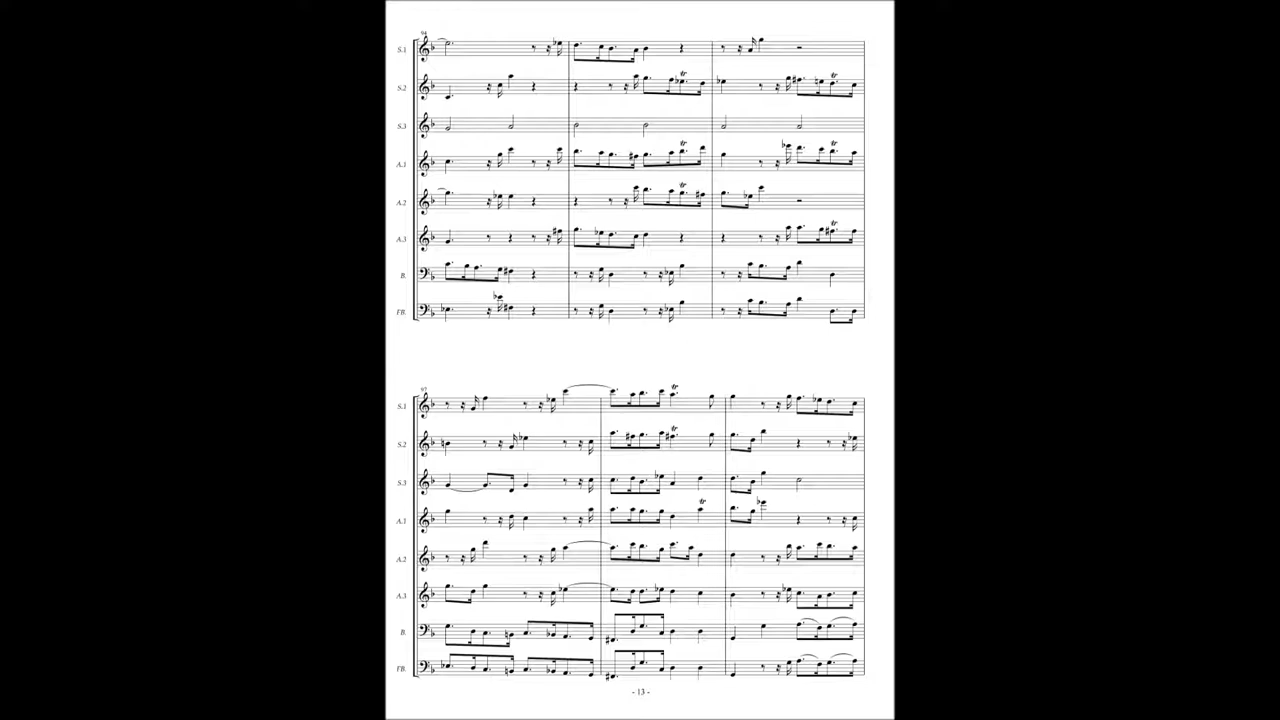 94
S.1
S.2
S.3
A.1
A.2
A.3
B.
FB.
97
S.1
S.2
S.3
A.1
A.2
A.3
B.
FB.
- 13 -